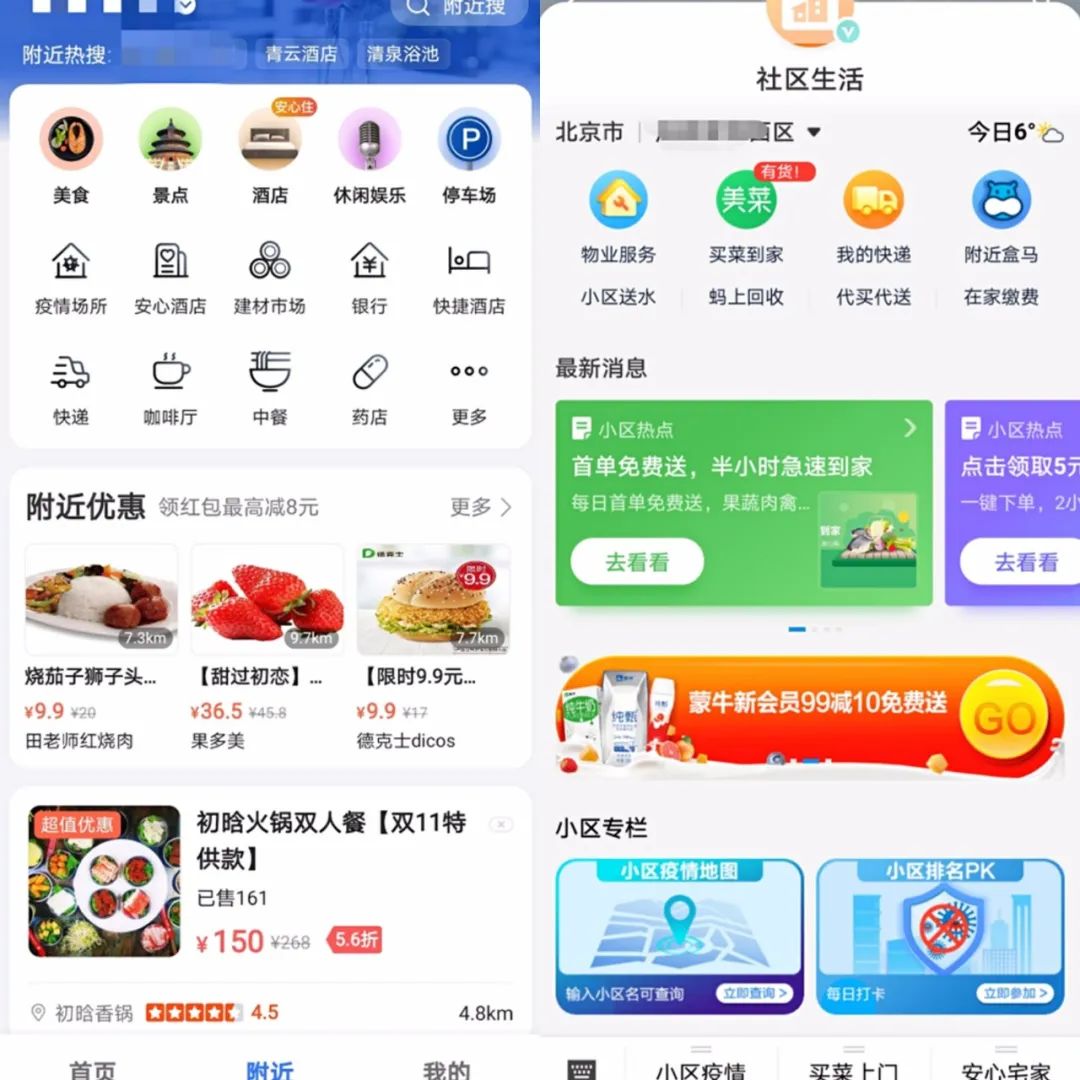 附近搜
附近热搜:
青云酒店
清泉浴池
安心住
美食
景点
酒店
休闲娱乐
P
停车场
疫情场所
安心酒店
建材市场
银行
快捷酒店
快递
咖啡厅
中餐
药店
更多
附近优惠
领红包最高减8元
更多
7.3km
9.7km
德克士
限时
9.9
7.7km
烧茄子狮子头...
【甜过初恋】...
【限时9.9元...
¥9.9 ¥20
¥36.5 ¥45.8
¥9.9 ¥17
田老师红烧肉
果多美
德克士dicos
超值优惠
初晗火锅双人餐【双11特
供款】
已售161
¥150 ¥268 5.6折
初晗香锅
4.5
4.8km
首页
附近
我的
社区生活
北京市
西区
今日6°
有货!
美菜
物业服务
买菜到家
我的快递
附近盒马
小区送水
蚂上回收
代买代送
在家缴费
最新消息
小区热点
首单免费送，半小时急速到家
每日首单免费送，果蔬肉禽...
到家
去看看
小区热点
点击领取5元
一键下单，2小
去看看
纯牛奶
纯甄
蒙牛新会员99减10免费送
GO
小区专栏
小区疫情地图
输入小区名可查询
立即查询 >
小区排名PK
每日打卡
立即参加 >
小区疫情
买菜上门
安心宅家